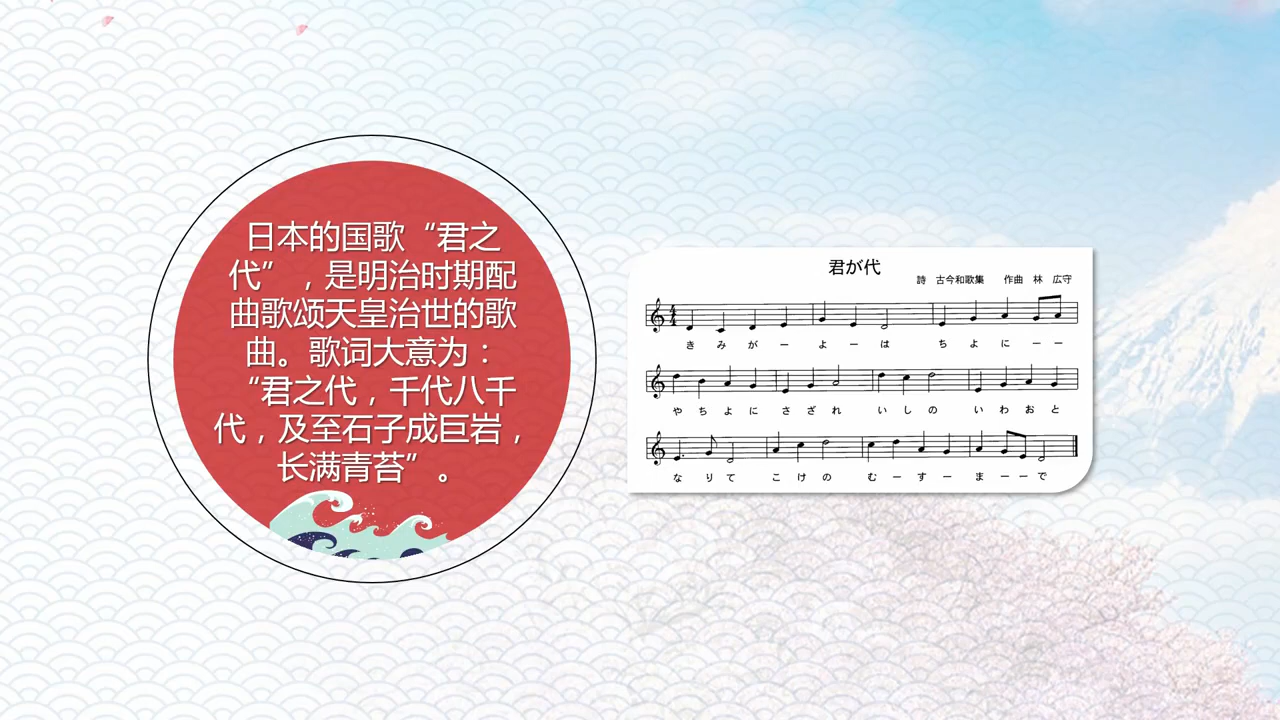 日本的国歌“君之
代”，是明治时期配
曲歌颂天皇治世的歌
曲。歌词大意为：
“君之代，千代八千
代，及至石子成巨岩，
长满青苔”。
君が代
詩 古今和歌集 作曲 林 広守
き み が ー よ ー は ち よ に ー ー
や ち よ に さ ざ れ い し の い わ お と
な り て こ け の む ー す ー ま ー ー で